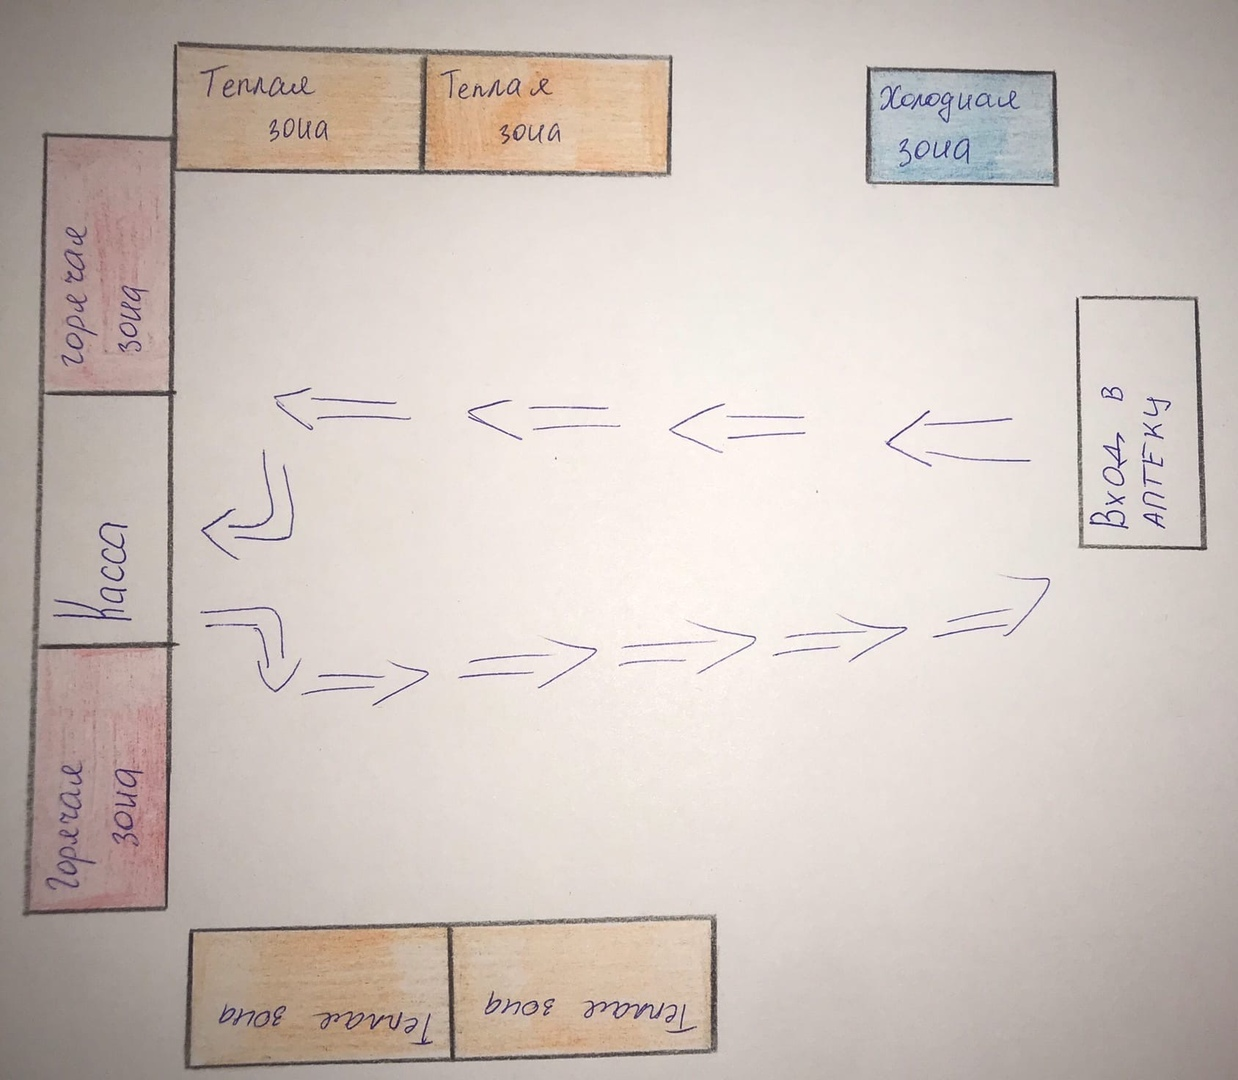 Теплая
зона
Теплая
зона
Холодная
зона
горячая
зона
Касса
Вход в
аптеку
Горячая
зона
Теплая зона
Теплая зона